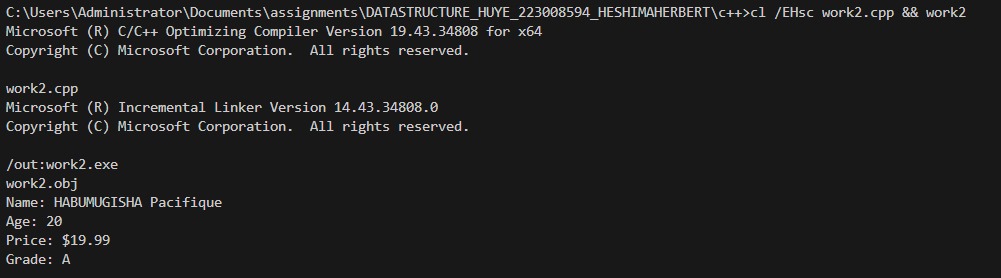 C:\Users\Administrator\Documents\assignments\DATASTRUCTURE_HUYE_223008594_HESHIMAHERBERT\c++>cl /EHsc work2.cpp && work2
Microsoft (R) C/C++ Optimizing Compiler Version 19.43.34808 for x64
Copyright (C) Microsoft Corporation.  All rights reserved.

work2.cpp
Microsoft (R) Incremental Linker Version 14.43.34808.0
Copyright (C) Microsoft Corporation.  All rights reserved.

/out:work2.exe
work2.obj
Name: HABUMUGISHA Pacifique
Age: 20
Price: $19.99
Grade: A